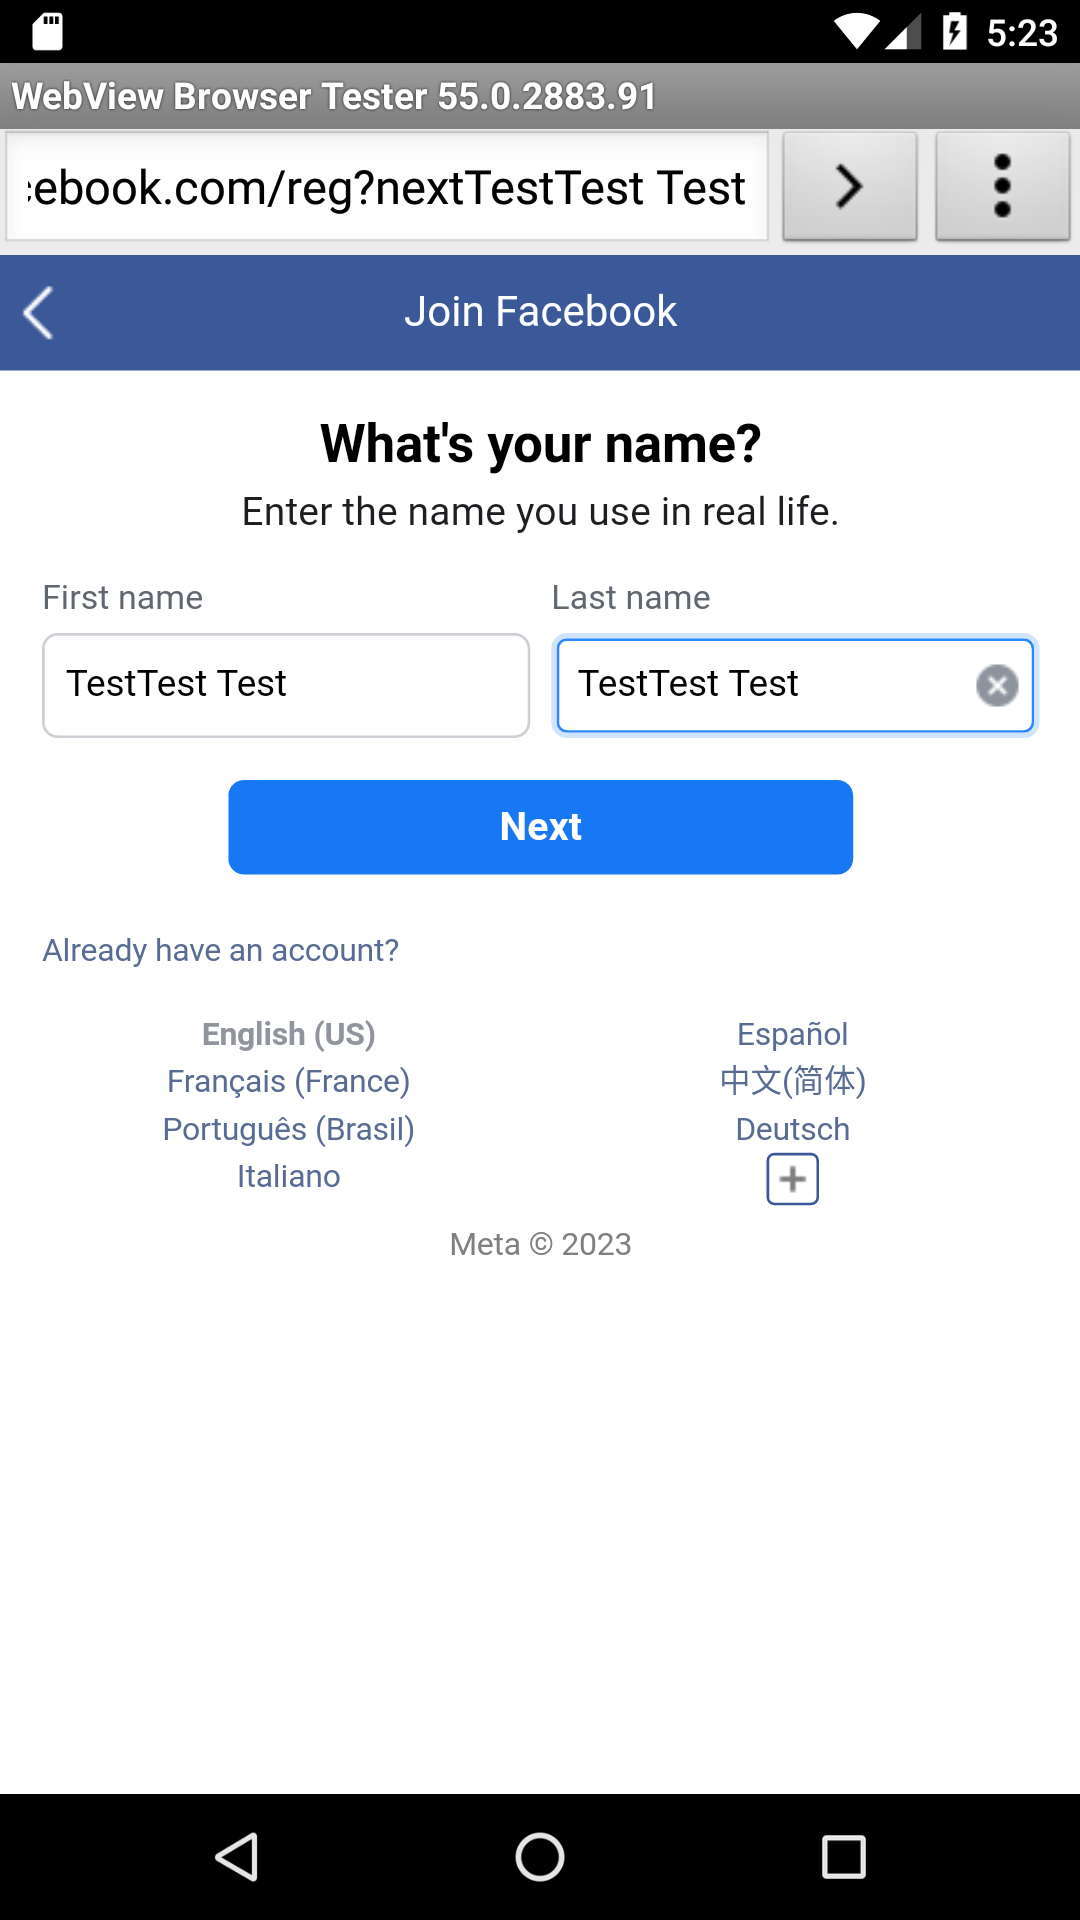 5:23
WebView Browser Tester 55.0.2883.91
ebook.com/reg?nextTestTest Test
Join Facebook
What's your name?
Enter the name you use in real life.
First name
Last name
TestTest Test
TestTest Test
Next
Already have an account?
English (US)
Español
Français (France)
中文(简体)
Português (Brasil)
Deutsch
Italiano
Meta © 2023